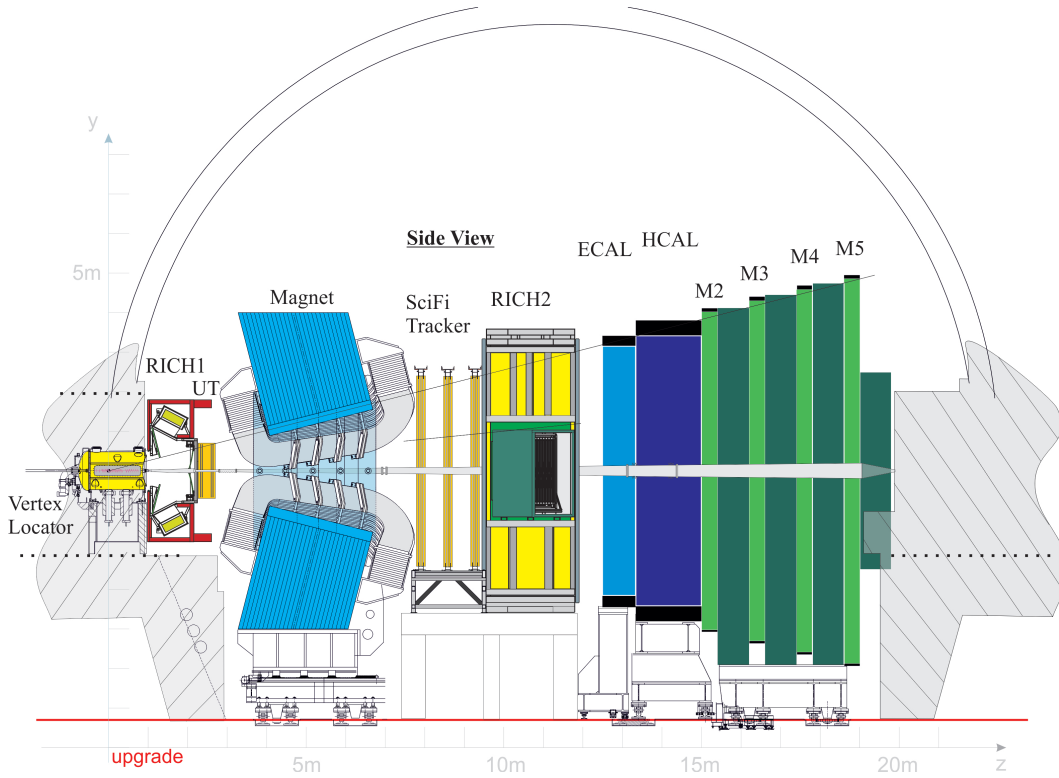 y
Side View
ECAL
HCAL
M5
M4
M3
M2
5m
Magnet
SciFi
Tracker
RICH2
RICH1
UT
Vertex
Locator
upgrade
5m
10m
15m
20m
z